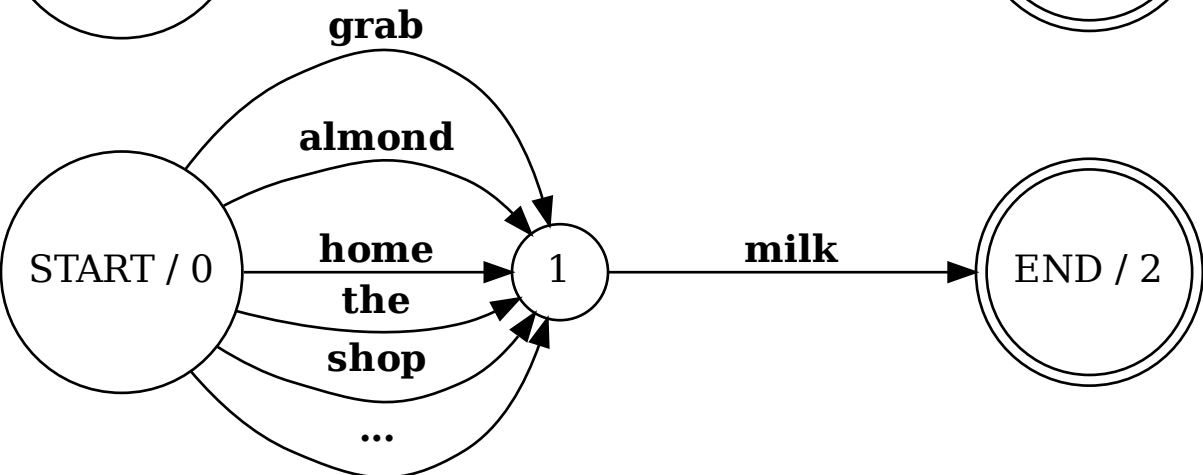 grab
almond
START / 0
home
1
milk
END / 2
the
shop
...